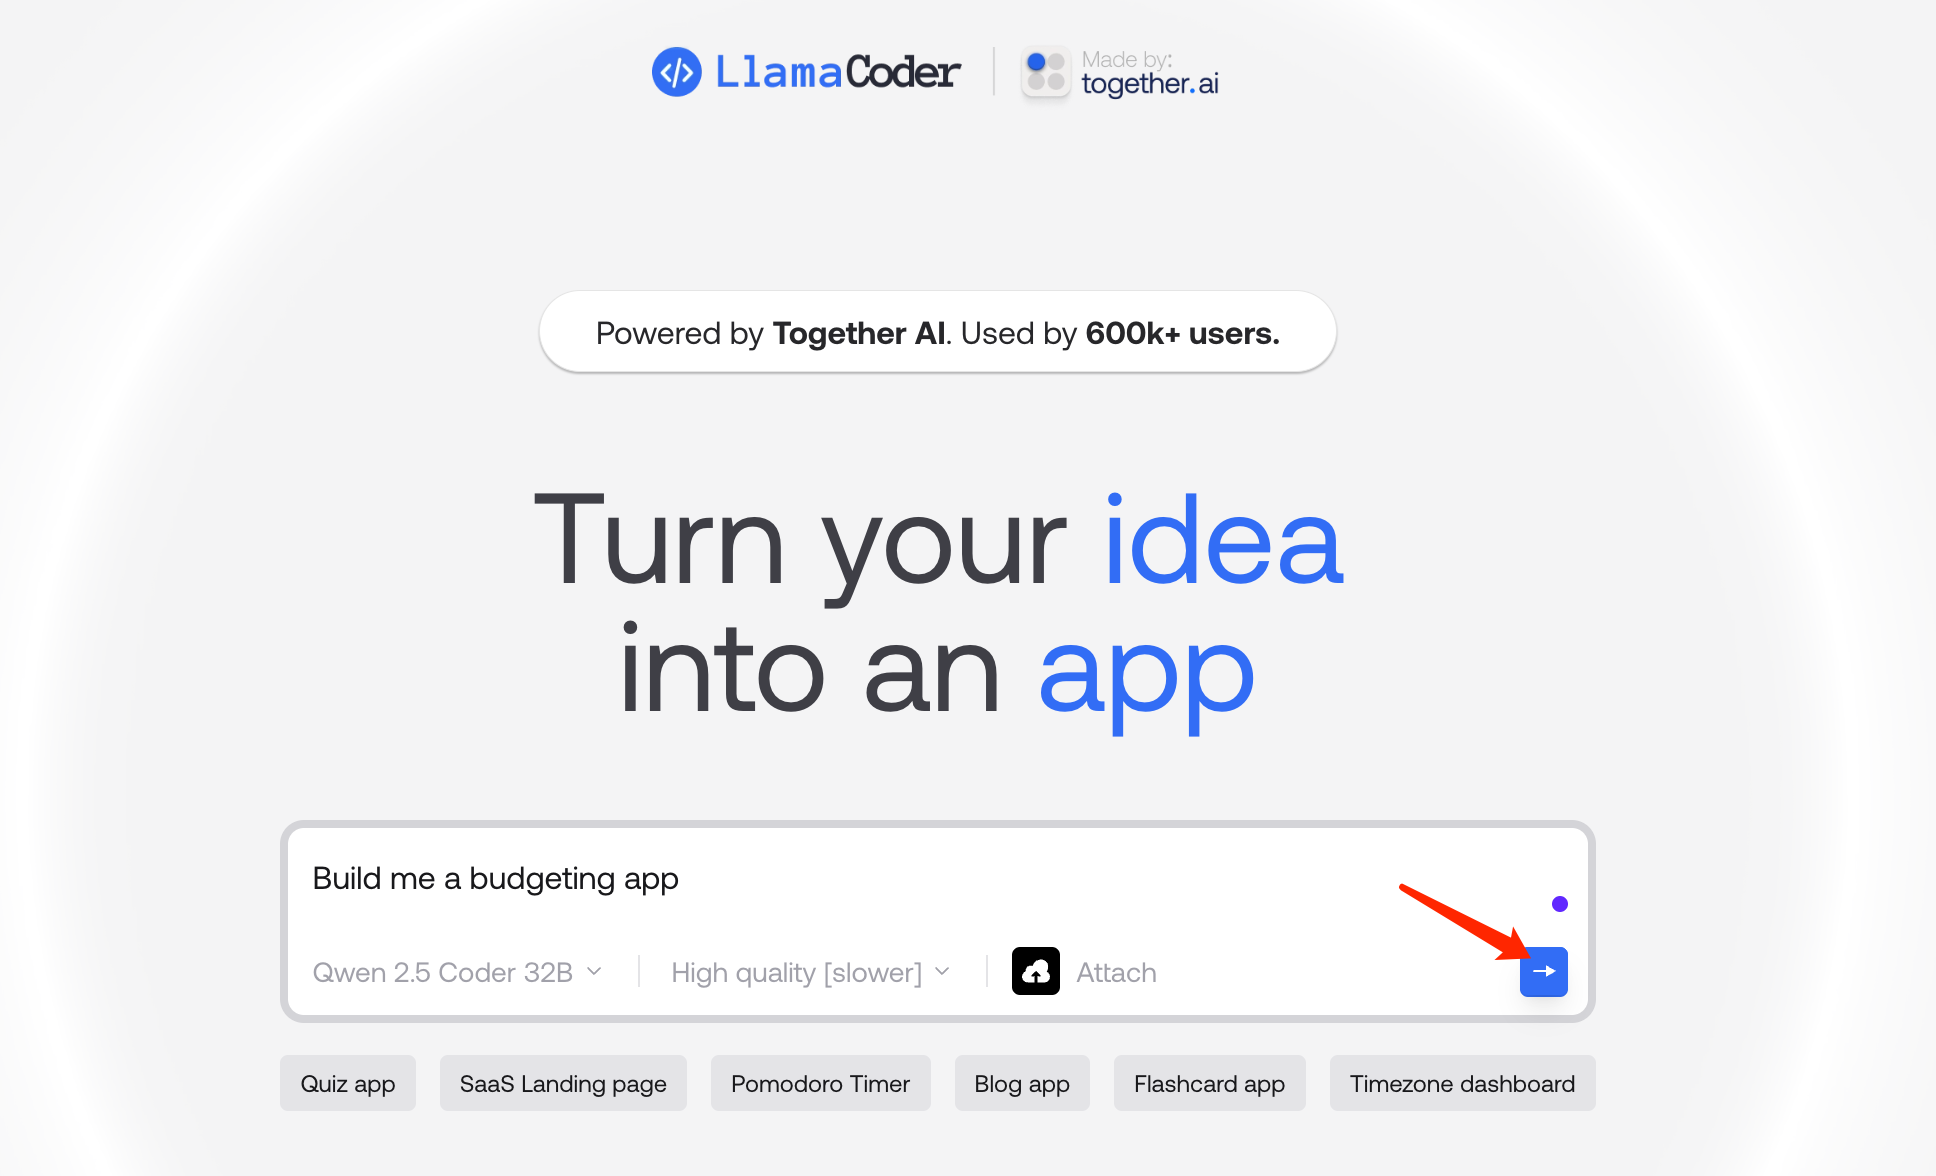 LlamaCoder
Made by:
together.ai
Powered by Together AI. Used by 600k+ users.
Turn your idea
into an app
Build me a budgeting app
Qwen 2.5 Coder 32B
High quality [slower]
Attach
Quiz app
SaaS Landing page
Pomodoro Timer
Blog app
Flashcard app
Timezone dashboard